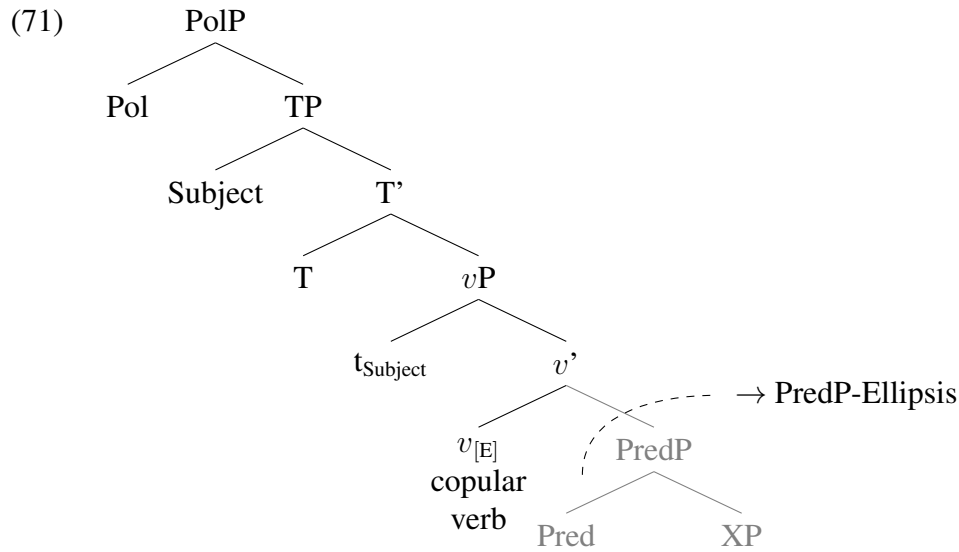 (71) PolP
Pol TP
Subject T’
T vP
tSubject v’
→ PredP-Ellipsis
v[E] PredP
copular
verb
Pred XP